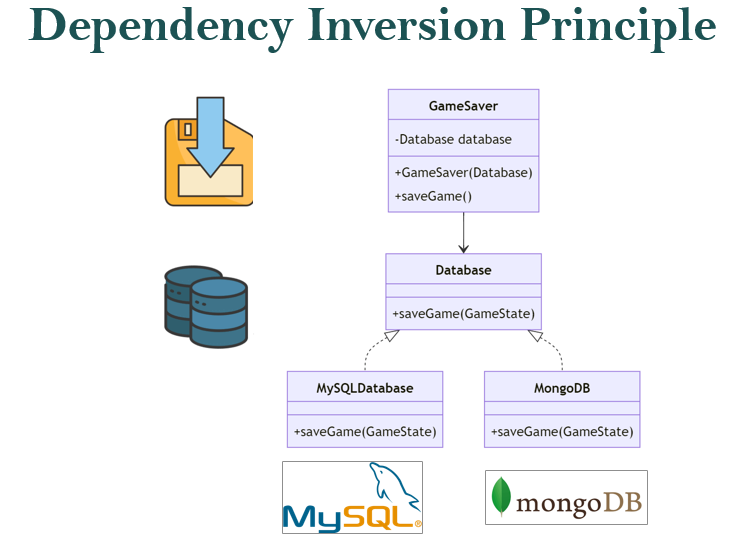 Dependency Inversion Principle
GameSaver
-Database database
+GameSaver(Database)
+saveGame()
Database
+saveGame(GameState)
MySQLDatabase
+saveGame(GameState)
MongoDB
+saveGame(GameState)
MySQL®
mongoDB